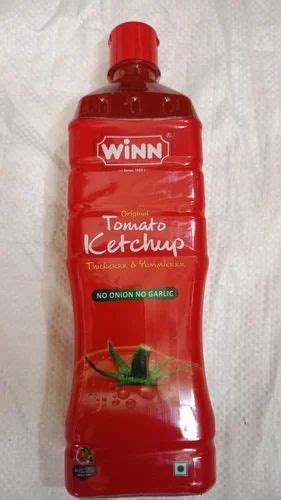 WiNN
Original
Tomato
Ketchup
Thickerrr & Yummierrr
NO ONION NO GARLIC